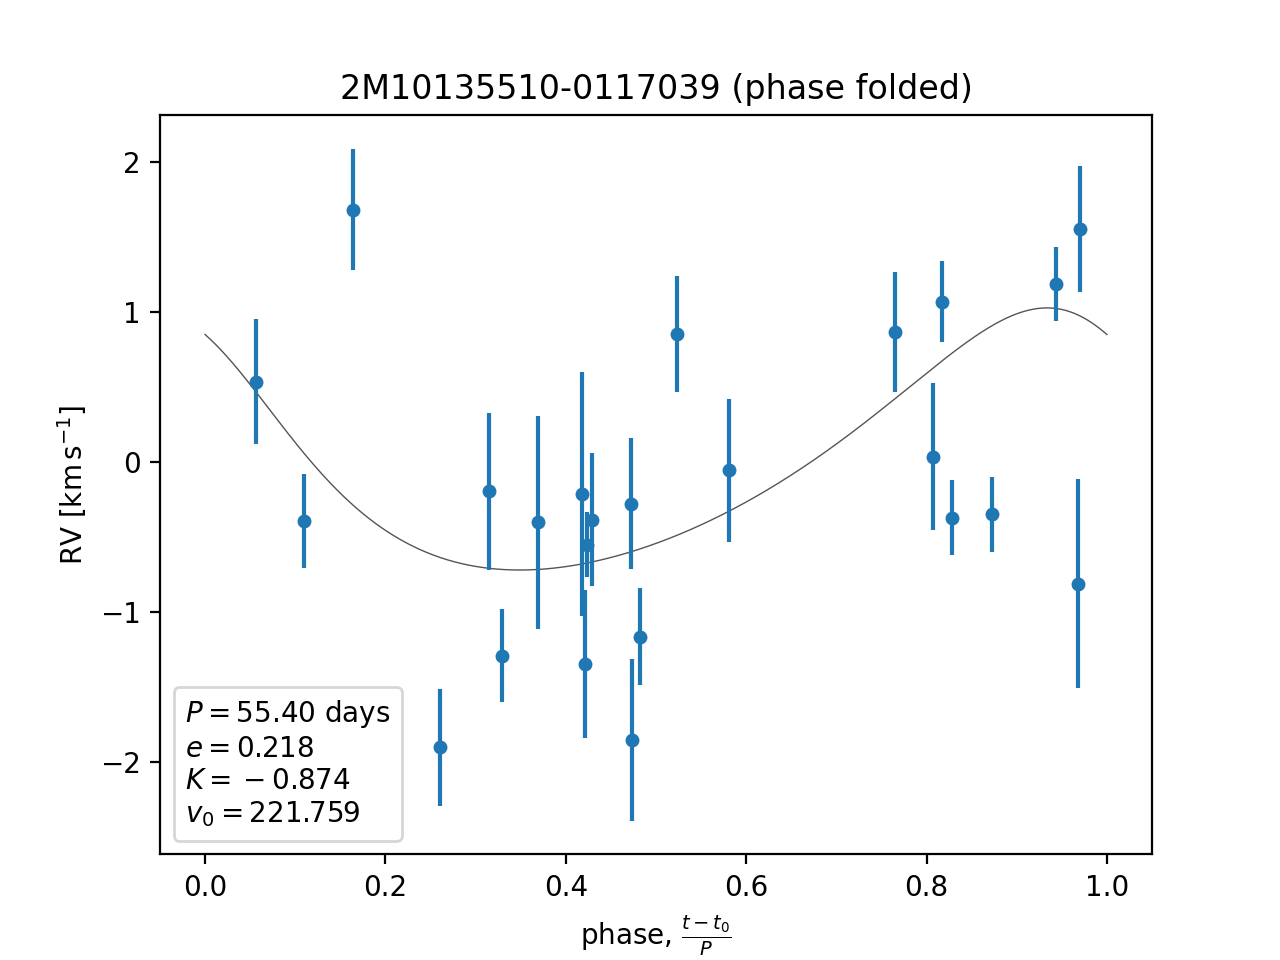 2M10135510-0117039 (phase folded)
2
1
0
−1
−2
RV [km s⁻¹]
P = 55.40 days
e = 0.218
K = − 0.874
v₀ = 221.759
0.0 0.2 0.4 0.6 0.8 1.0
phase, (t − t₀)/P